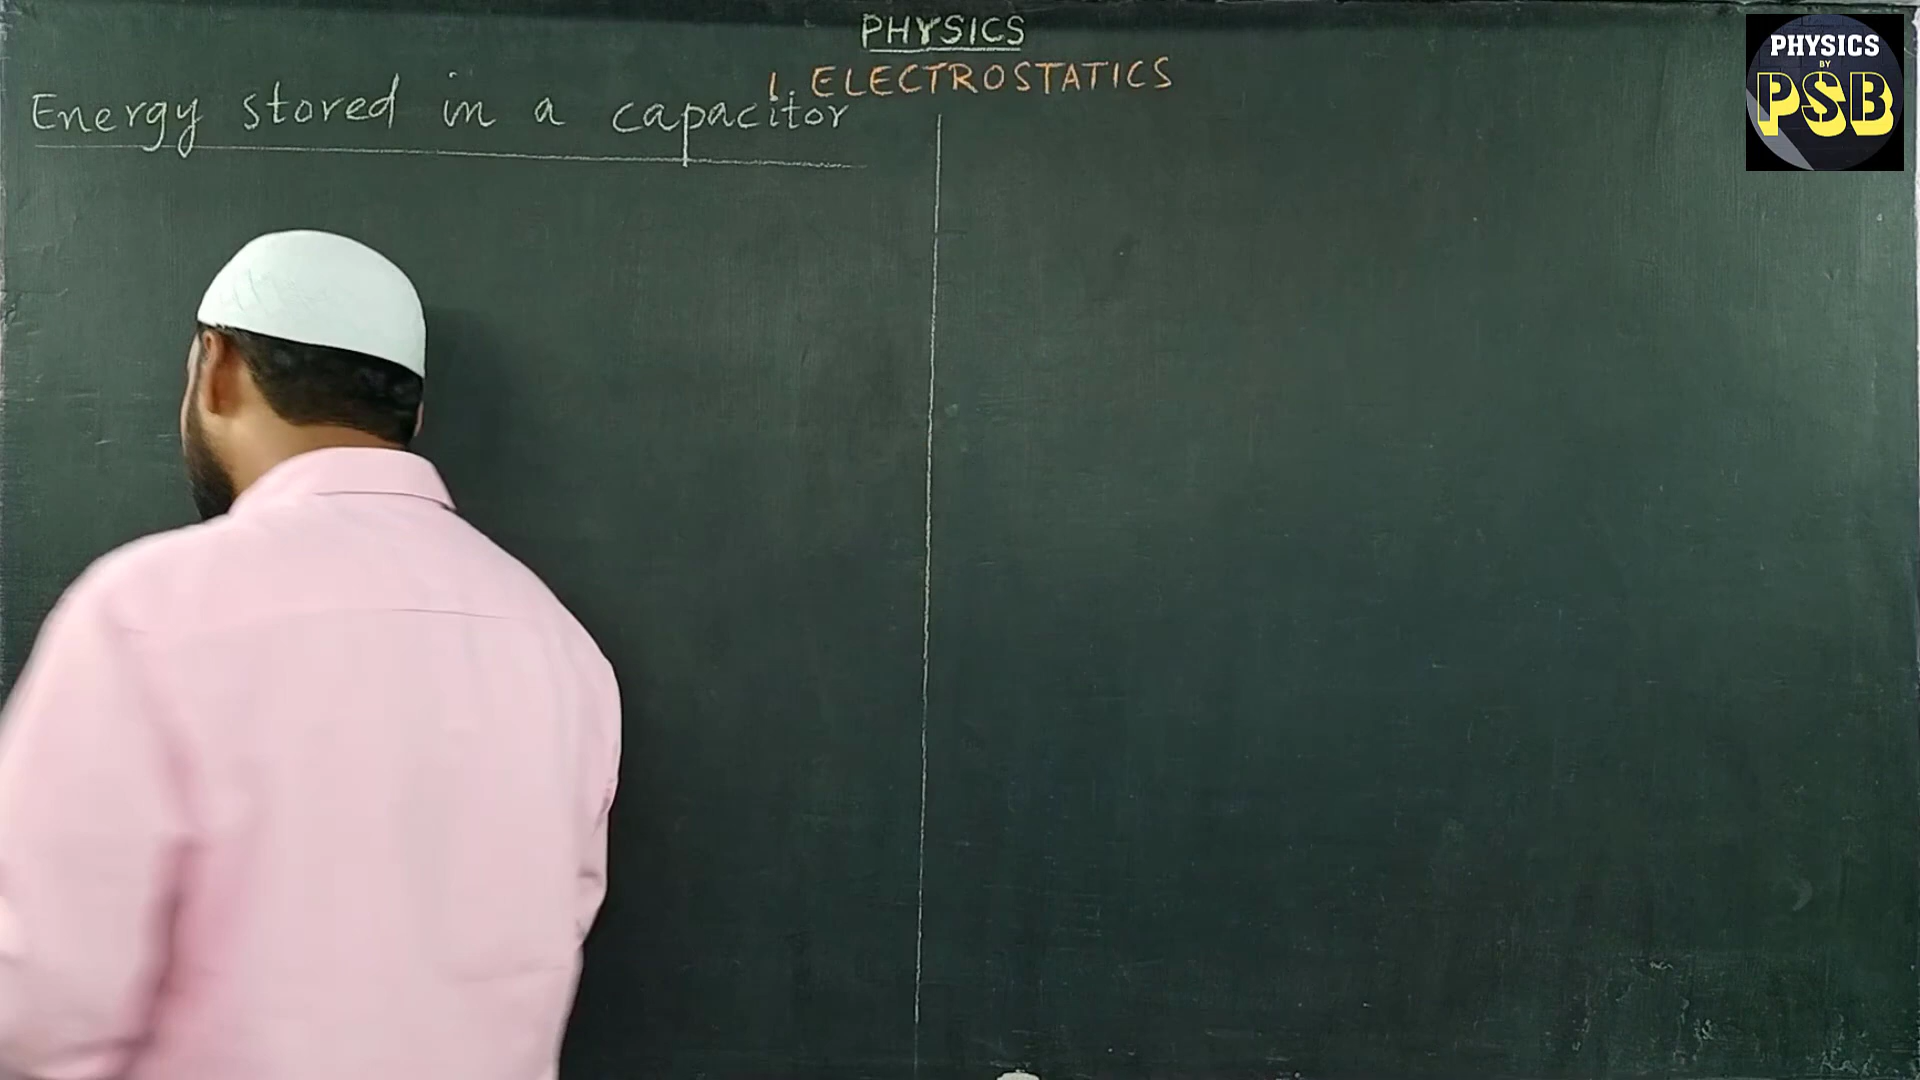 PHYSICS
1. ELECTROSTATICS
Energy stored in a capacitor
PHYSICS
BY
PSB